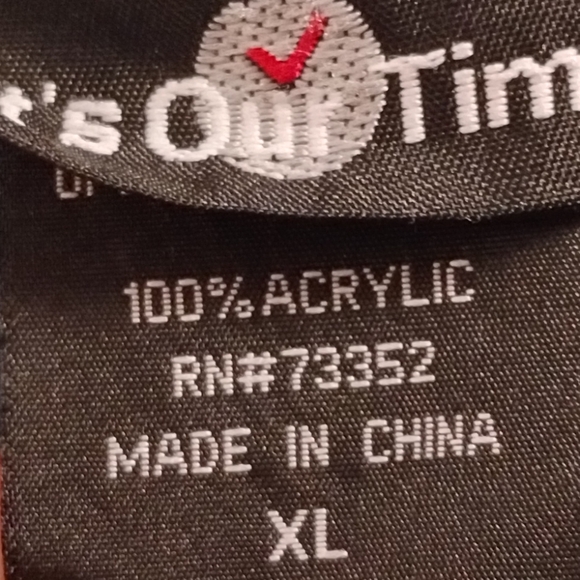 t's Our Tim
100% ACRYLIC
RN#73352
MADE IN CHINA
XL